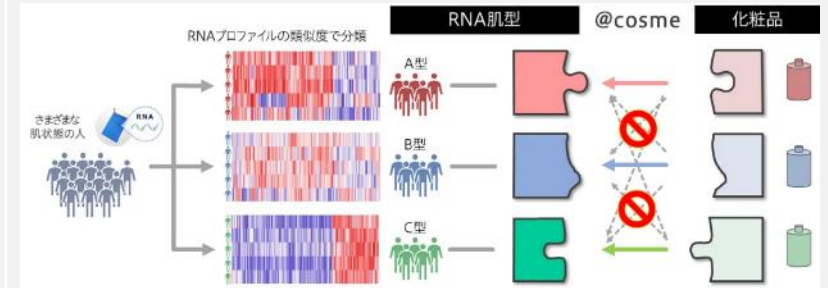 RNA肌型
@cosme
化粧品
RNAプロファイルの類似度で分類
A型
さまざまな
肌状態の人
RNA
B型
C型